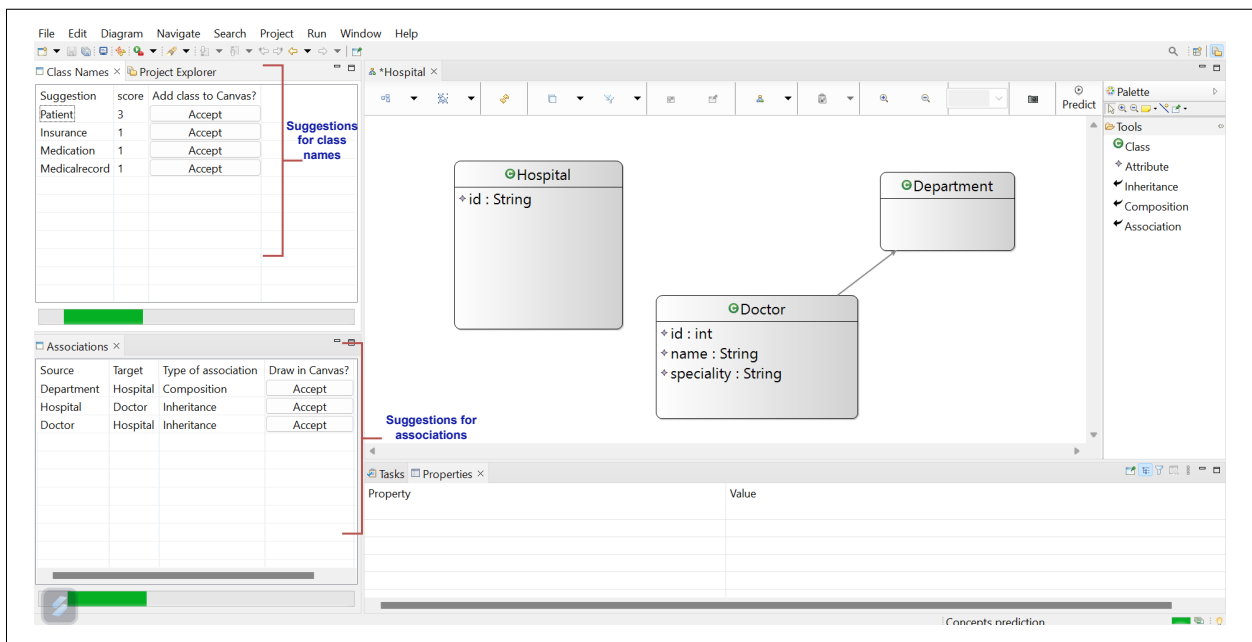 File Edit Diagram Navigate Search Project Run Window Help
Class Names Project Explorer
Suggestion score Add class to Canvas?
Patient 3 Accept
Insurance 1 Accept
Medication 1 Accept
Medicalrecord 1 Accept
Suggestions
for class
names
Associations
Source Target Type of association Draw in Canvas?
Department Hospital Composition Accept
Hospital Doctor Inheritance Accept
Doctor Hospital Inheritance Accept
Suggestions for
associations
*Hospital
Predict
Hospital
id : String
Department
Doctor
id : int
name : String
speciality : String
Palette
Tools
Class
Attribute
Inheritance
Composition
Association
Tasks Properties
Property Value
Concepts prediction